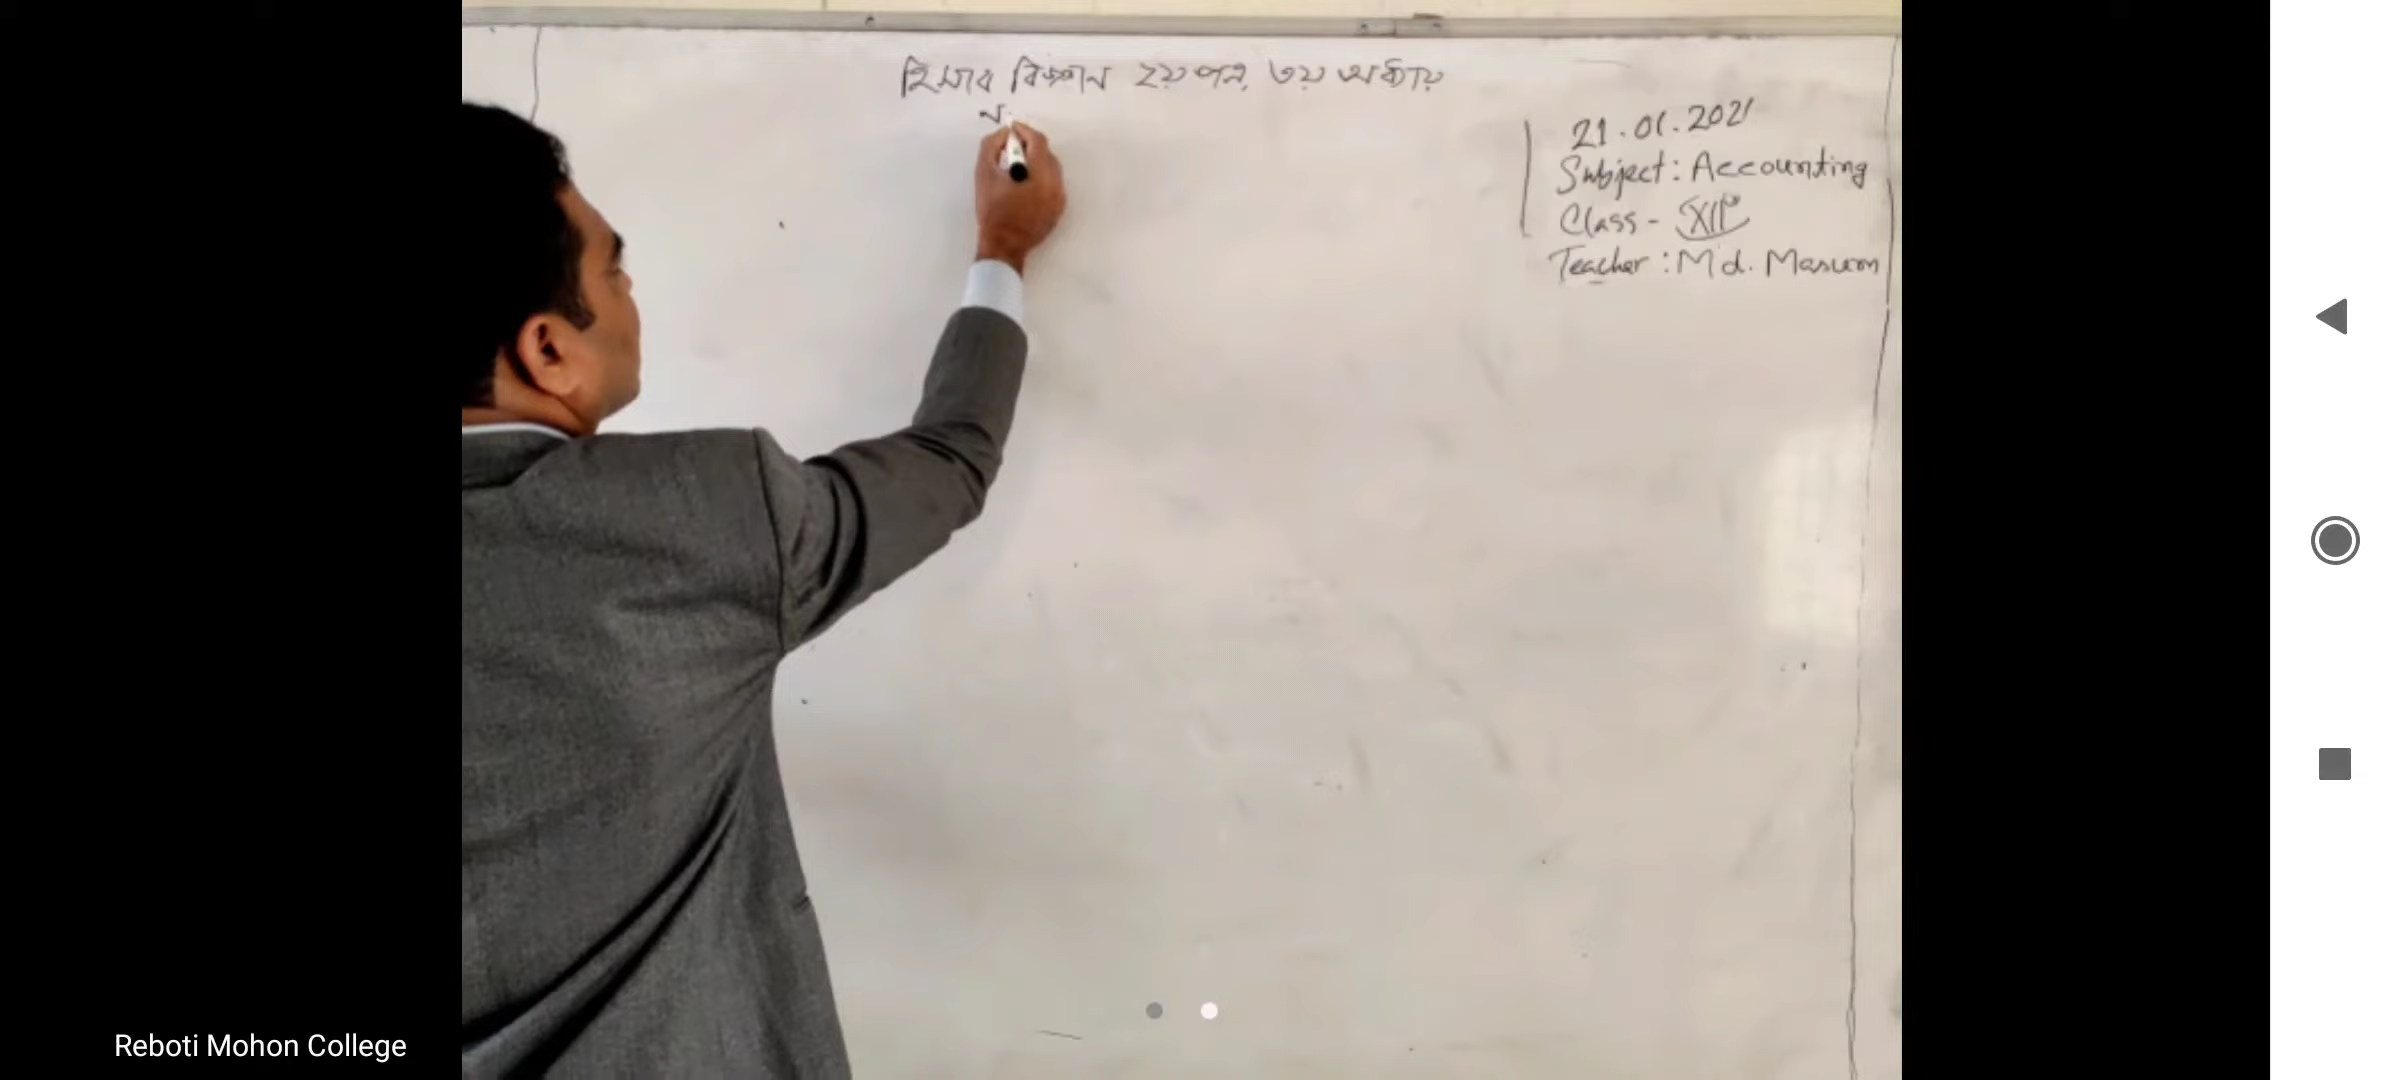 হিসাব বিজ্ঞান ২য় পত্র, ৩য় অধ্যায়
21.01.2021
Subject: Accounting
Class - XII
Teacher : Md. Masum
Reboti Mohon College